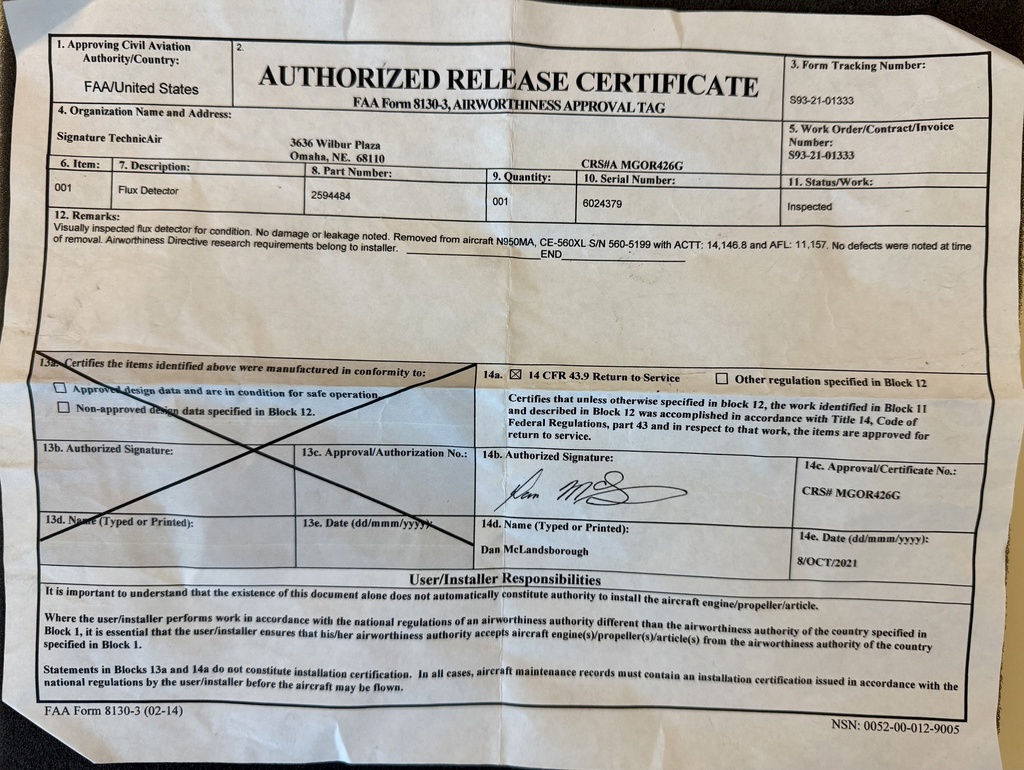 1. Approving Civil Aviation
Authority/Country:
FAA/United States
2.
AUTHORIZED RELEASE CERTIFICATE
FAA Form 8130-3, AIRWORTHINESS APPROVAL TAG
3. Form Tracking Number:
S93-21-01333
4. Organization Name and Address:
Signature TechnicAir
3636 Wilbur Plaza
Omaha, NE. 68110
CRS#A MGOR426G
5. Work Order/Contract/Invoice
Number:
S93-21-01333
6. Item:
7. Description:
8. Part Number:
9. Quantity:
10. Serial Number:
11. Status/Work:
001
Flux Detector
2594484
001
6024379
Inspected
12. Remarks:
Visually inspected flux detector for condition. No damage or leakage noted. Removed from aircraft N950MA, CE-560XL S/N 560-5199 with ACTT: 14,146.8 and AFL: 11,157. No defects were noted at time
of removal. Airworthiness Directive research requirements belong to installer. _______________END_______________
13a. Certifies the items identified above were manufactured in conformity to:
Approved design data and are in condition for safe operation.
Non-approved design data specified in Block 12.
14a. ☒ 14 CFR 43.9 Return to Service ☐ Other regulation specified in Block 12
Certifies that unless otherwise specified in block 12, the work identified in Block 11
and described in Block 12 was accomplished in accordance with Title 14, Code of
Federal Regulations, part 43 and in respect to that work, the items are approved for
return to service.
13b. Authorized Signature:
13c. Approval/Authorization No.:
14b. Authorized Signature:
14c. Approval/Certificate No.:
CRS# MGOR426G
13d. Name (Typed or Printed):
13e. Date (dd/mmm/yyyy):
14d. Name (Typed or Printed):
Dan McLandsborough
14e. Date (dd/mmm/yyyy):
8/OCT/2021
User/Installer Responsibilities
It is important to understand that the existence of this document alone does not automatically constitute authority to install the aircraft engine/propeller/article.
Where the user/installer performs work in accordance with the national regulations of an airworthiness authority different than the airworthiness authority of the country specified in
Block 1, it is essential that the user/installer ensures that his/her airworthiness authority accepts aircraft engine(s)/propeller(s)/article(s) from the airworthiness authority of the country
specified in Block 1.
Statements in Blocks 13a and 14a do not constitute installation certification. In all cases, aircraft maintenance records must contain an installation certification issued in accordance with the
national regulations by the user/installer before the aircraft may be flown.
FAA Form 8130-3 (02-14)
NSN: 0052-00-012-9005